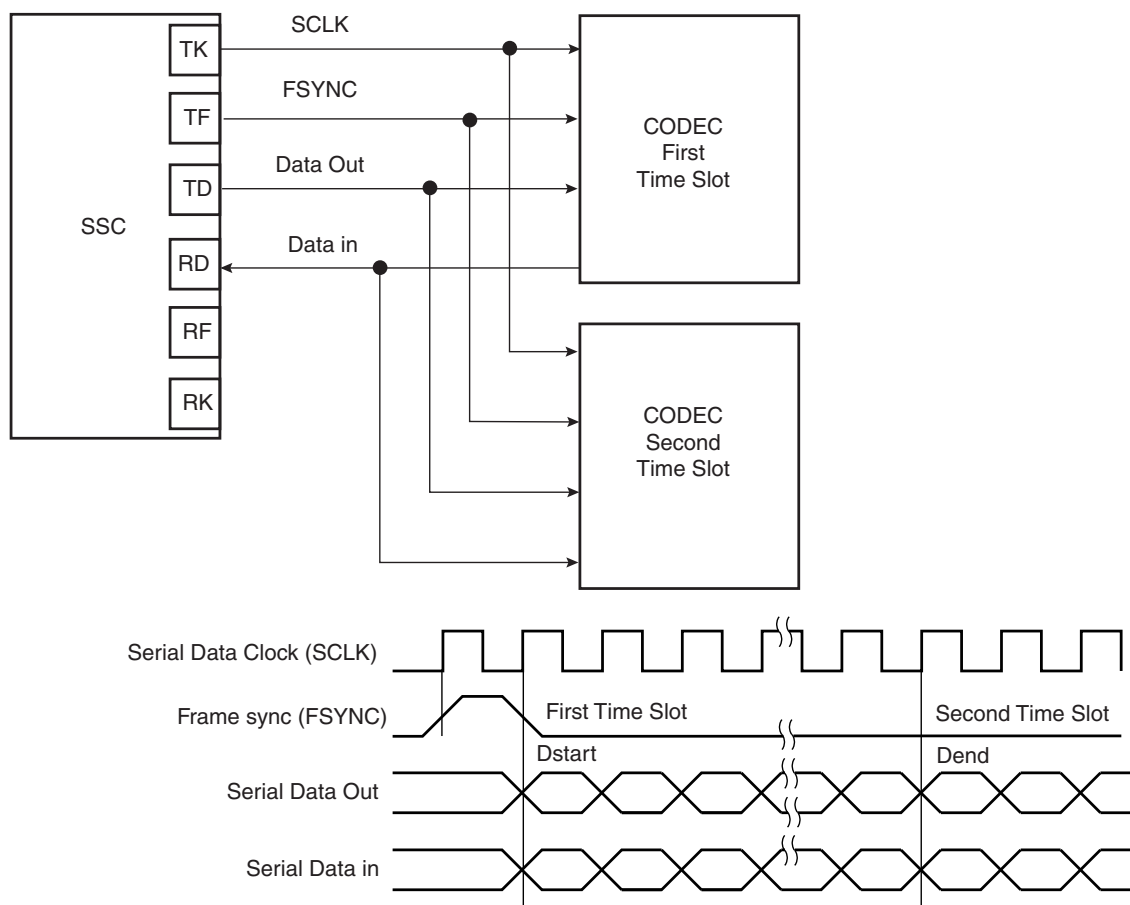 SSC
TK
TF
TD
RD
RF
RK
SCLK
FSYNC
Data Out
Data in
CODEC
First
Time Slot
CODEC
Second
Time Slot
Serial Data Clock (SCLK)
Frame sync (FSYNC)
First Time Slot
Second Time Slot
Dstart
Dend
Serial Data Out
Serial Data in